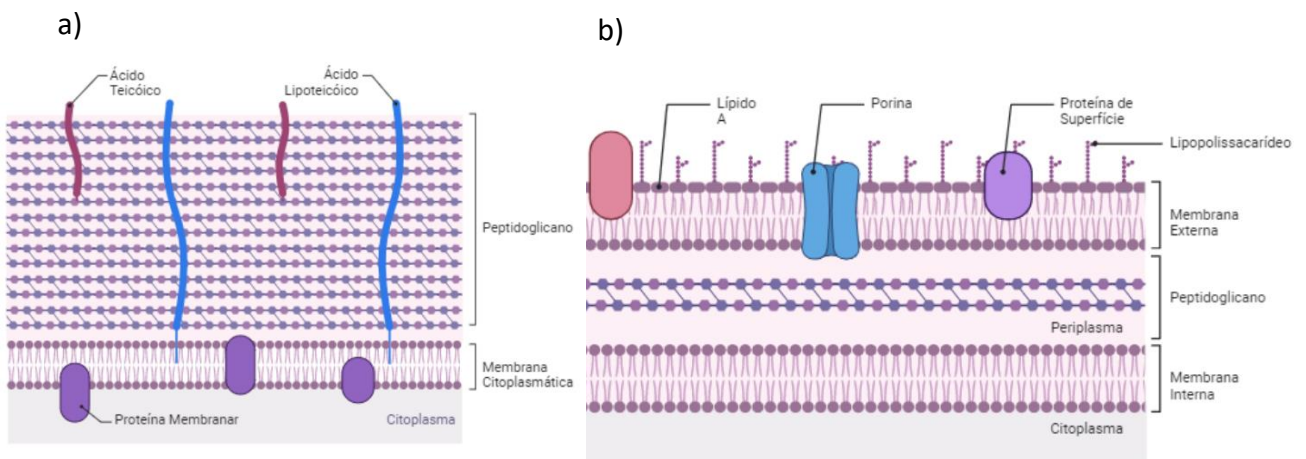 a)
Ácido
Teicóico
Ácido
Lipoteicóico
Peptidoglicano
Membrana
Citoplasmática
Proteína Membranar
Citoplasma
b)
Lípido
A
Porina
Proteína de
Superfície
Lipopolissacarídeo
Membrana
Externa
Peptidoglicano
Periplasma
Membrana
Interna
Citoplasma